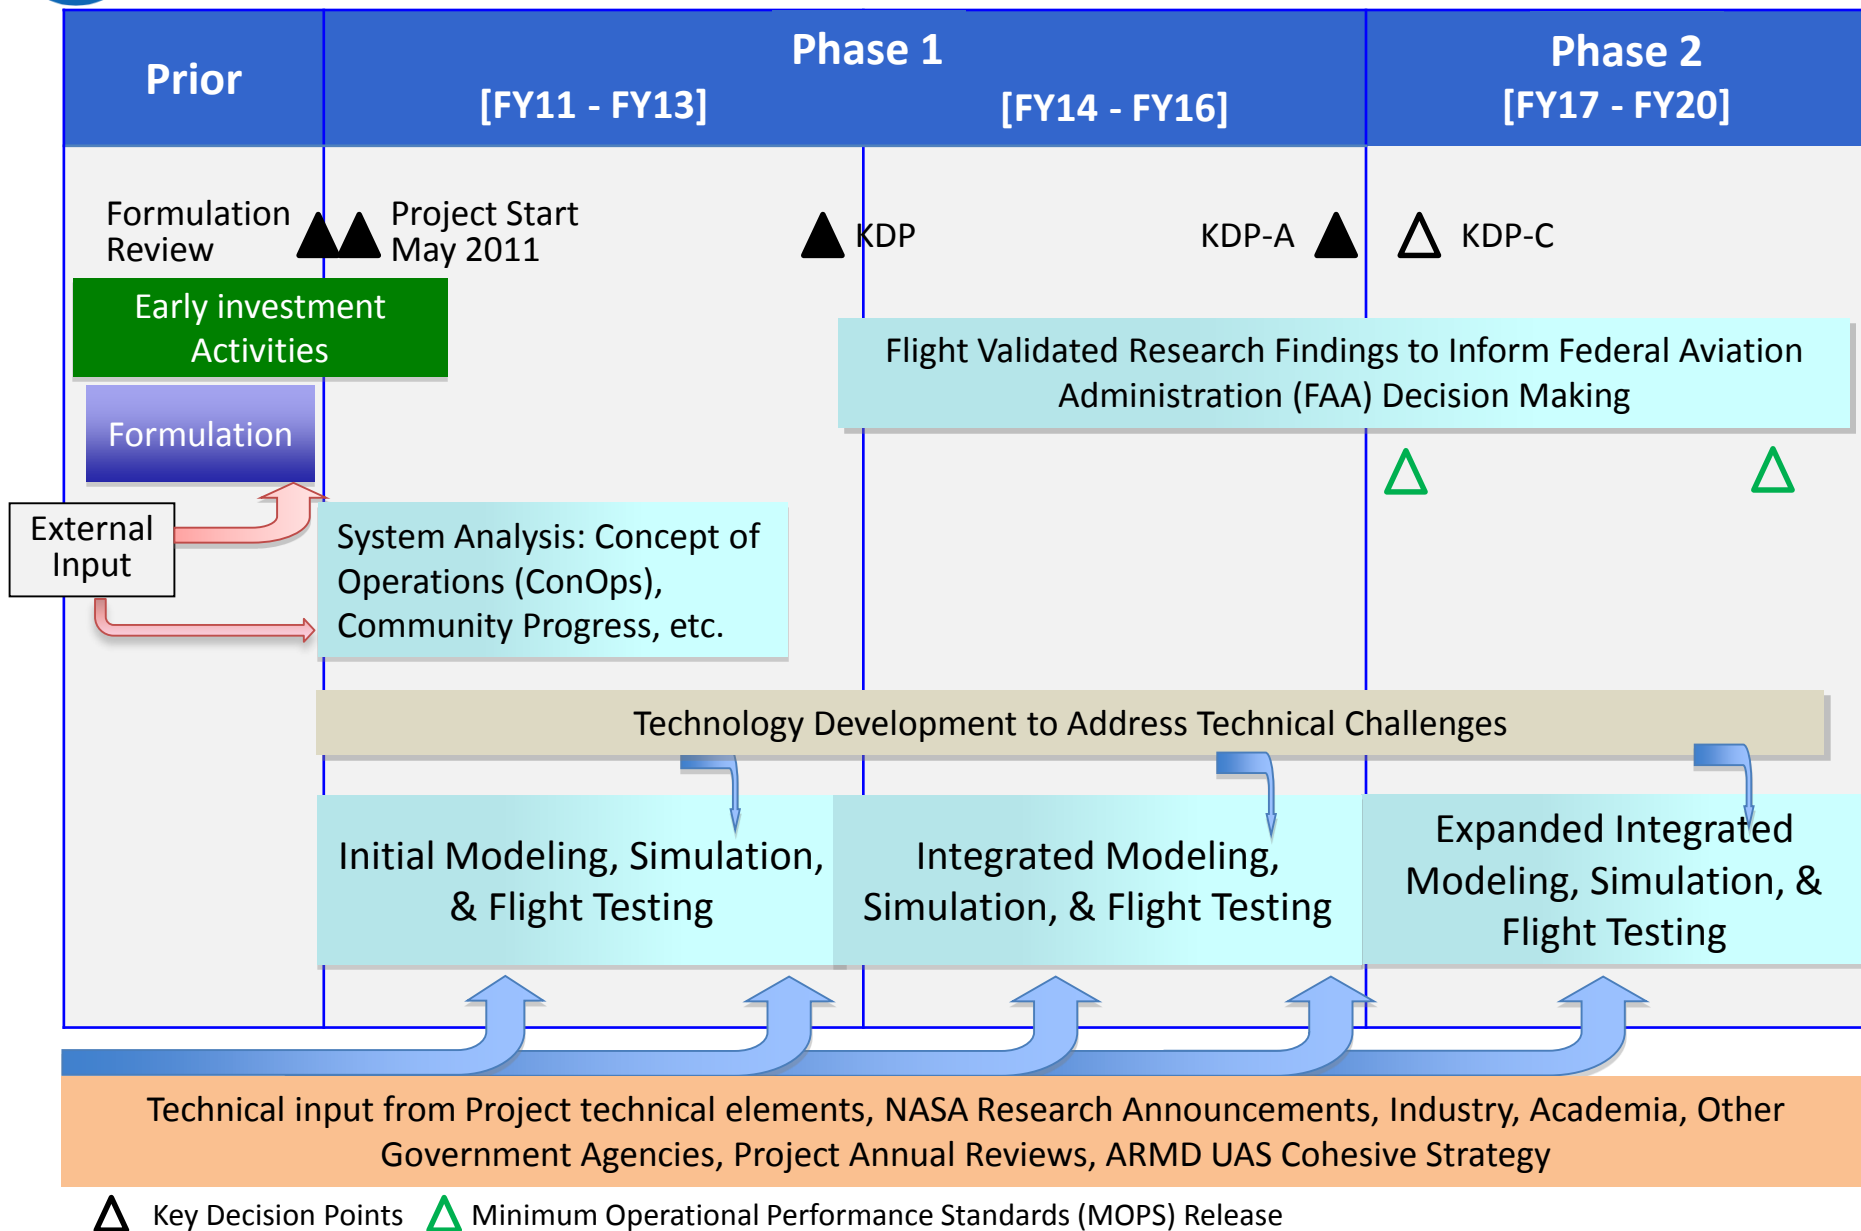 Prior
Phase 1
[FY11 - FY13]
[FY14 - FY16]
Phase 2
[FY17 - FY20]
Formulation
Review
Project Start
May 2011
KDP
KDP-A
KDP-C
Early investment
Activities
Flight Validated Research Findings to Inform Federal Aviation
Administration (FAA) Decision Making
Formulation
External
Input
System Analysis: Concept of
Operations (ConOps),
Community Progress, etc.
Technology Development to Address Technical Challenges
Initial Modeling, Simulation,
& Flight Testing
Integrated Modeling,
Simulation, & Flight Testing
Expanded Integrated
Modeling, Simulation, &
Flight Testing
Technical input from Project technical elements, NASA Research Announcements, Industry, Academia, Other
Government Agencies, Project Annual Reviews, ARMD UAS Cohesive Strategy
Key Decision Points
Minimum Operational Performance Standards (MOPS) Release